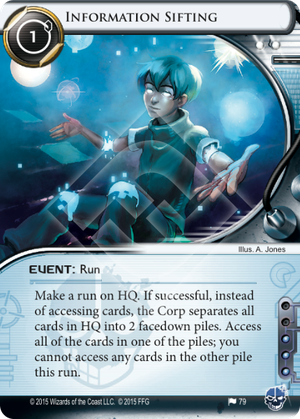 INFORMATION SIFTING
1
Illus. A. Jones
EVENT: Run
Make a run on HQ. If successful, instead
of accessing cards, the Corp separates all
cards in HQ into 2 facedown piles. Access
all of the cards in one of the piles; you
cannot access any cards in the other pile
this run.
© 2015 Wizards of the Coast LLC. © 2015 FFG
79